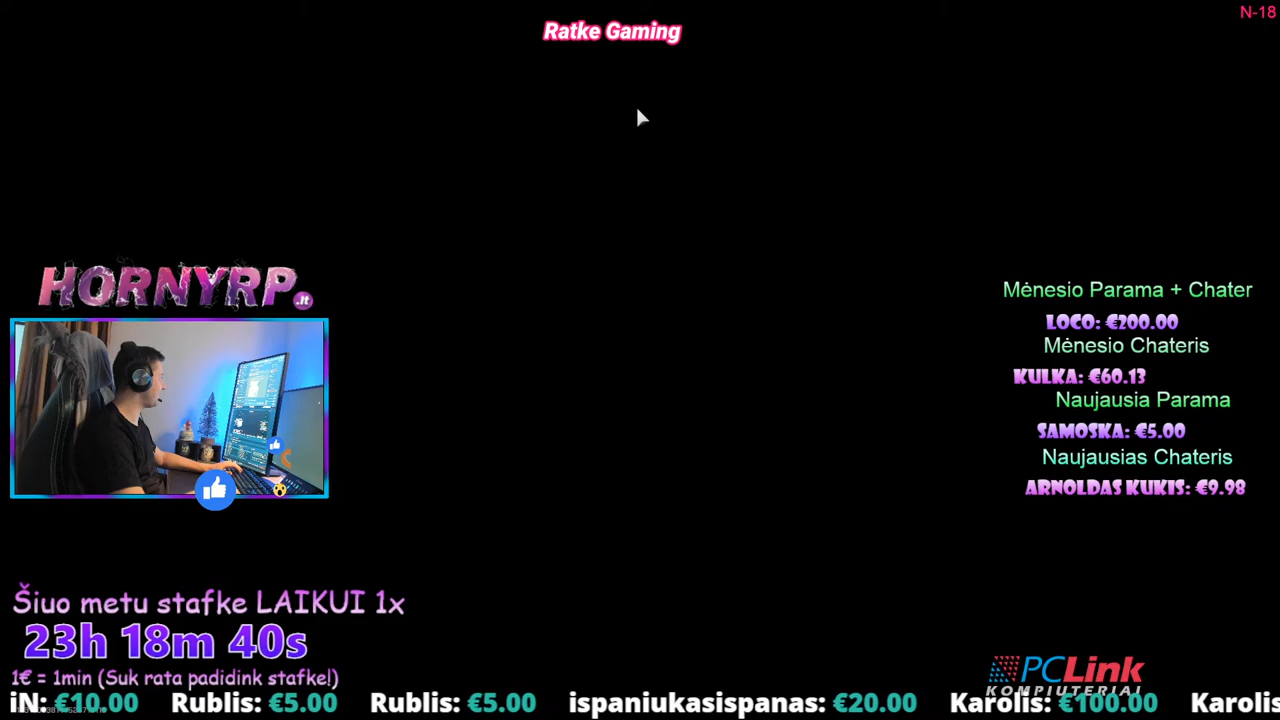 Ratke Gaming
N-18
HORNYRP.lt
Mėnesio Parama + Chater
LOCO: €200.00
Mėnesio Chateris
KULKA: €60.13
Naujausia Parama
SAMOSKA: €5.00
Naujausias Chateris
ARNOLDAS KUKIS: €9.98
Šiuo metu stafke LAIKUI 1x
23h 18m 40s
1€ = 1min (Suk rata padidink stafke!)
PCLink
KOMPIUTERIAI
iN: €10.00 Rublis: €5.00 Rublis: €5.00 ispaniukasispanas: €20.00 Karolis: €100.00 Karolis